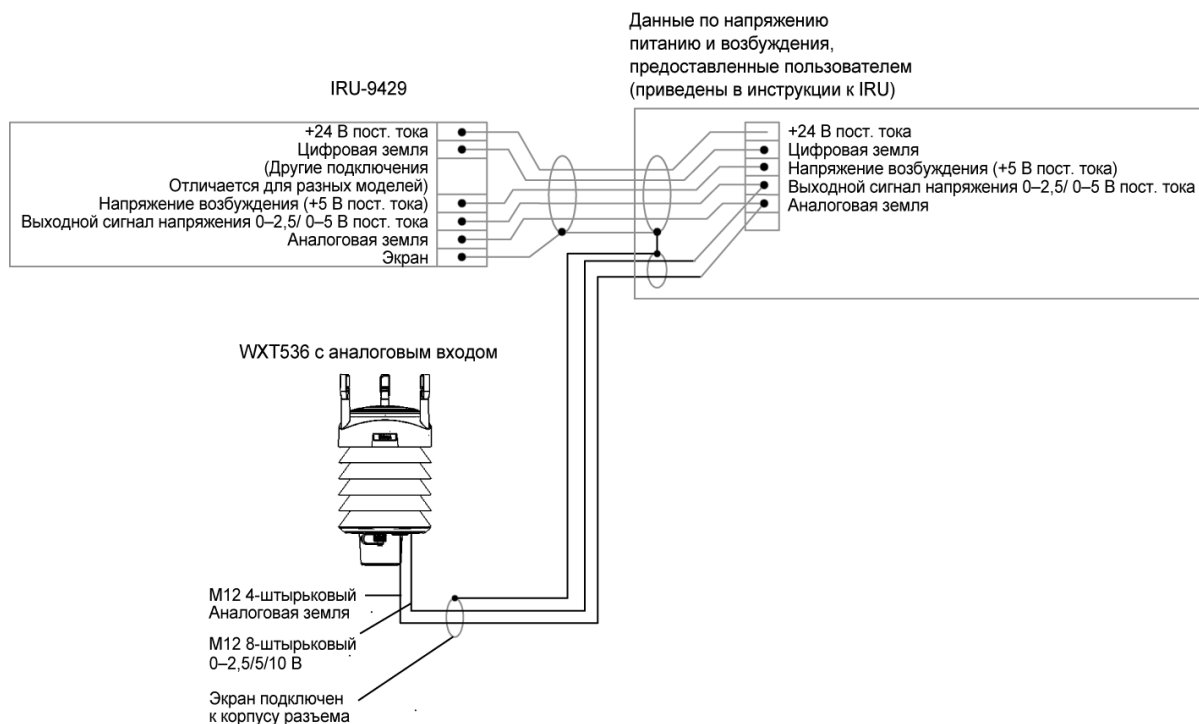 Данные по напряжению
питанию и возбуждения,
предоставленные пользователем
(приведены в инструкции к IRU)
IRU-9429
+24 В пост. тока
Цифровая земля
(Другие подключения
Отличается для разных моделей)
Напряжение возбуждения (+5 В пост. тока)
Выходной сигнал напряжения 0–2,5/ 0–5 В пост. тока
Аналоговая земля
Экран
+24 В пост. тока
Цифровая земля
Напряжение возбуждения (+5 В пост. тока)
Выходной сигнал напряжения 0–2,5/ 0–5 В пост. тока
Аналоговая земля
WXT536 с аналоговым входом
M12 4-штырьковый
Аналоговая земля
M12 8-штырьковый
0–2,5/5/10 В
Экран подключен
к корпусу разъема